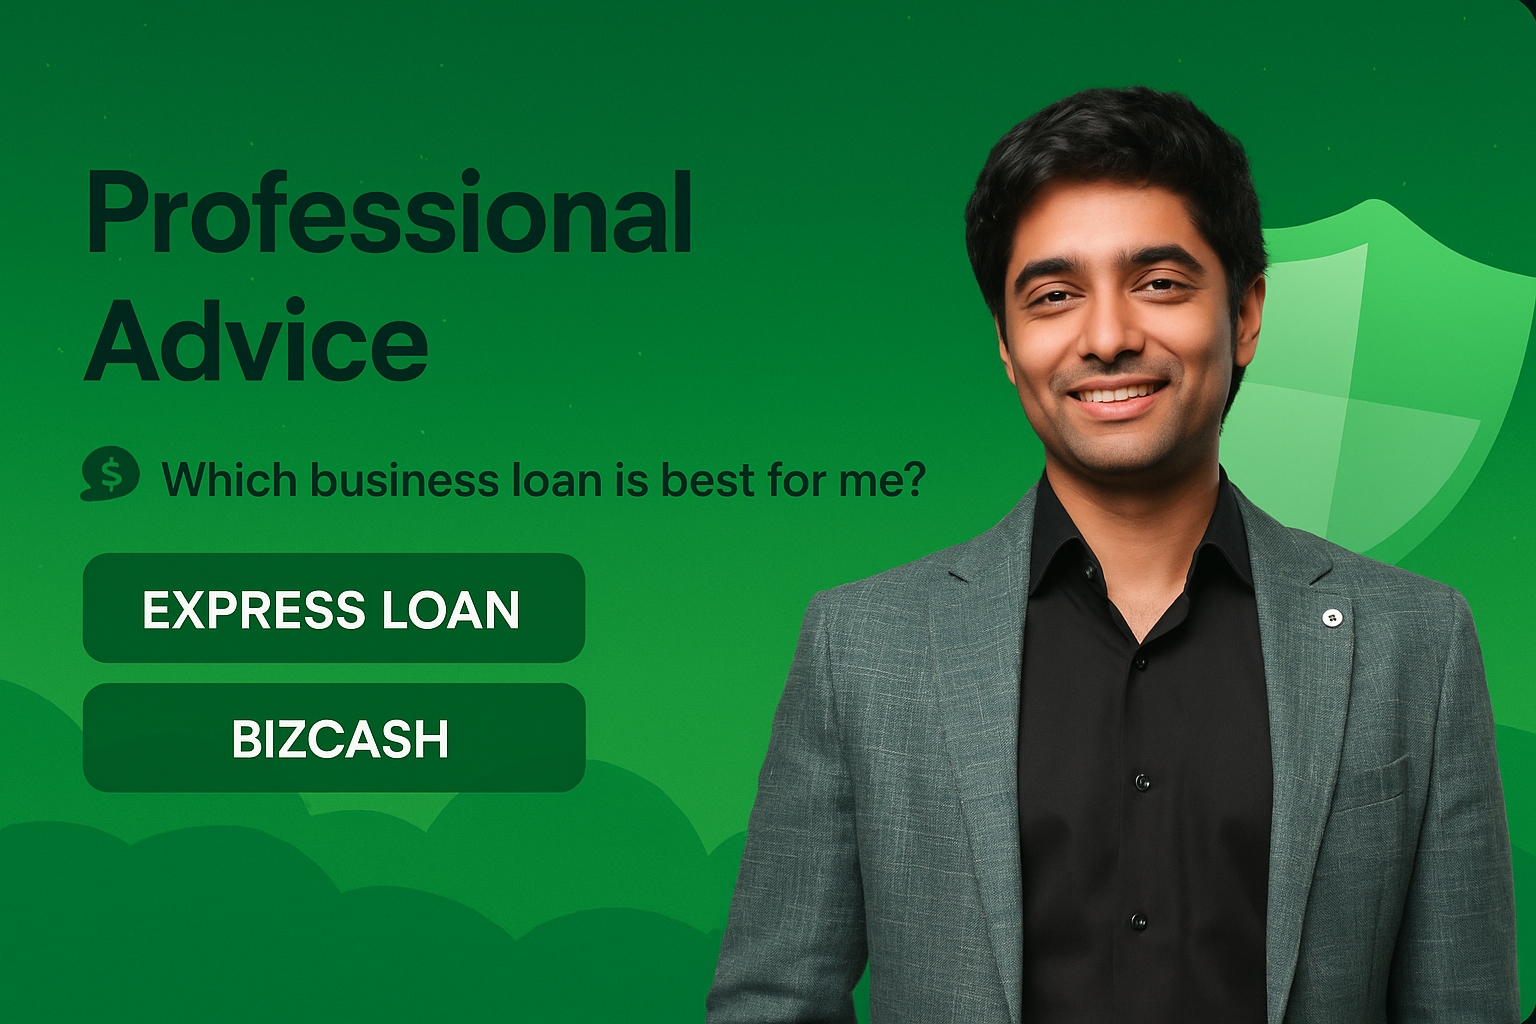 Professional
Advice
$ Which business loan is best for me?
EXPRESS LOAN
BIZCASH